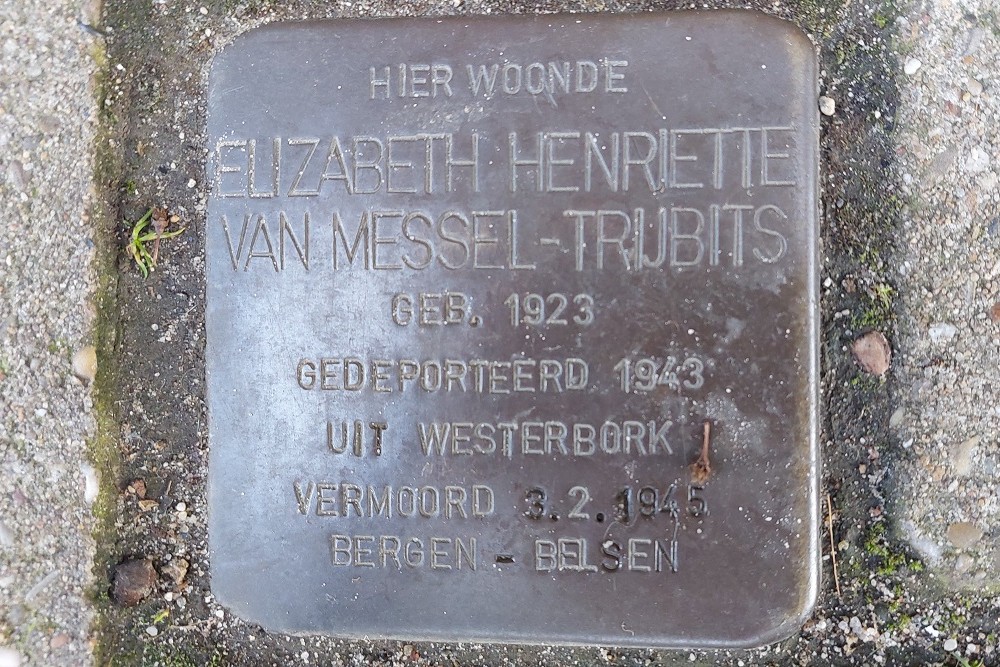 HIER WOONDE
ELIZABETH HENRIETTE
VAN MESSEL-TRIJBITS
GEB. 1923
GEDEPORTEERD 1943
UIT WESTERBORK
VERMOORD 3.2.1945
BERGEN-BELSEN